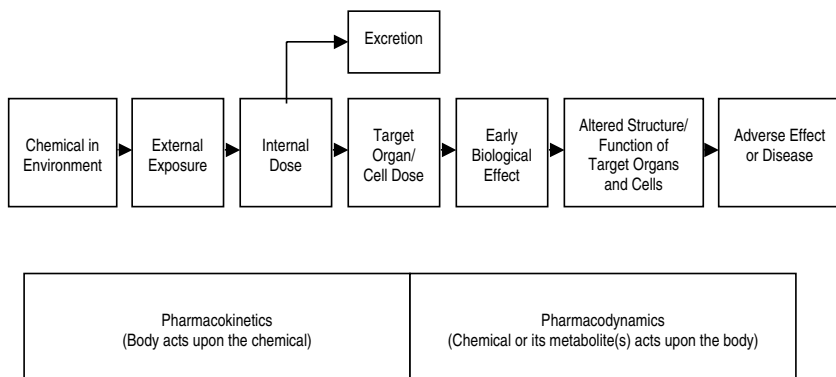 Excretion
Chemical in
Environment
External
Exposure
Internal
Dose
Target
Organ/
Cell Dose
Early
Biological
Effect
Altered Structure/
Function of
Target Organs
and Cells
Adverse Effect
or Disease
Pharmacokinetics
(Body acts upon the chemical)
Pharmacodynamics
(Chemical or its metabolite(s) acts upon the body)